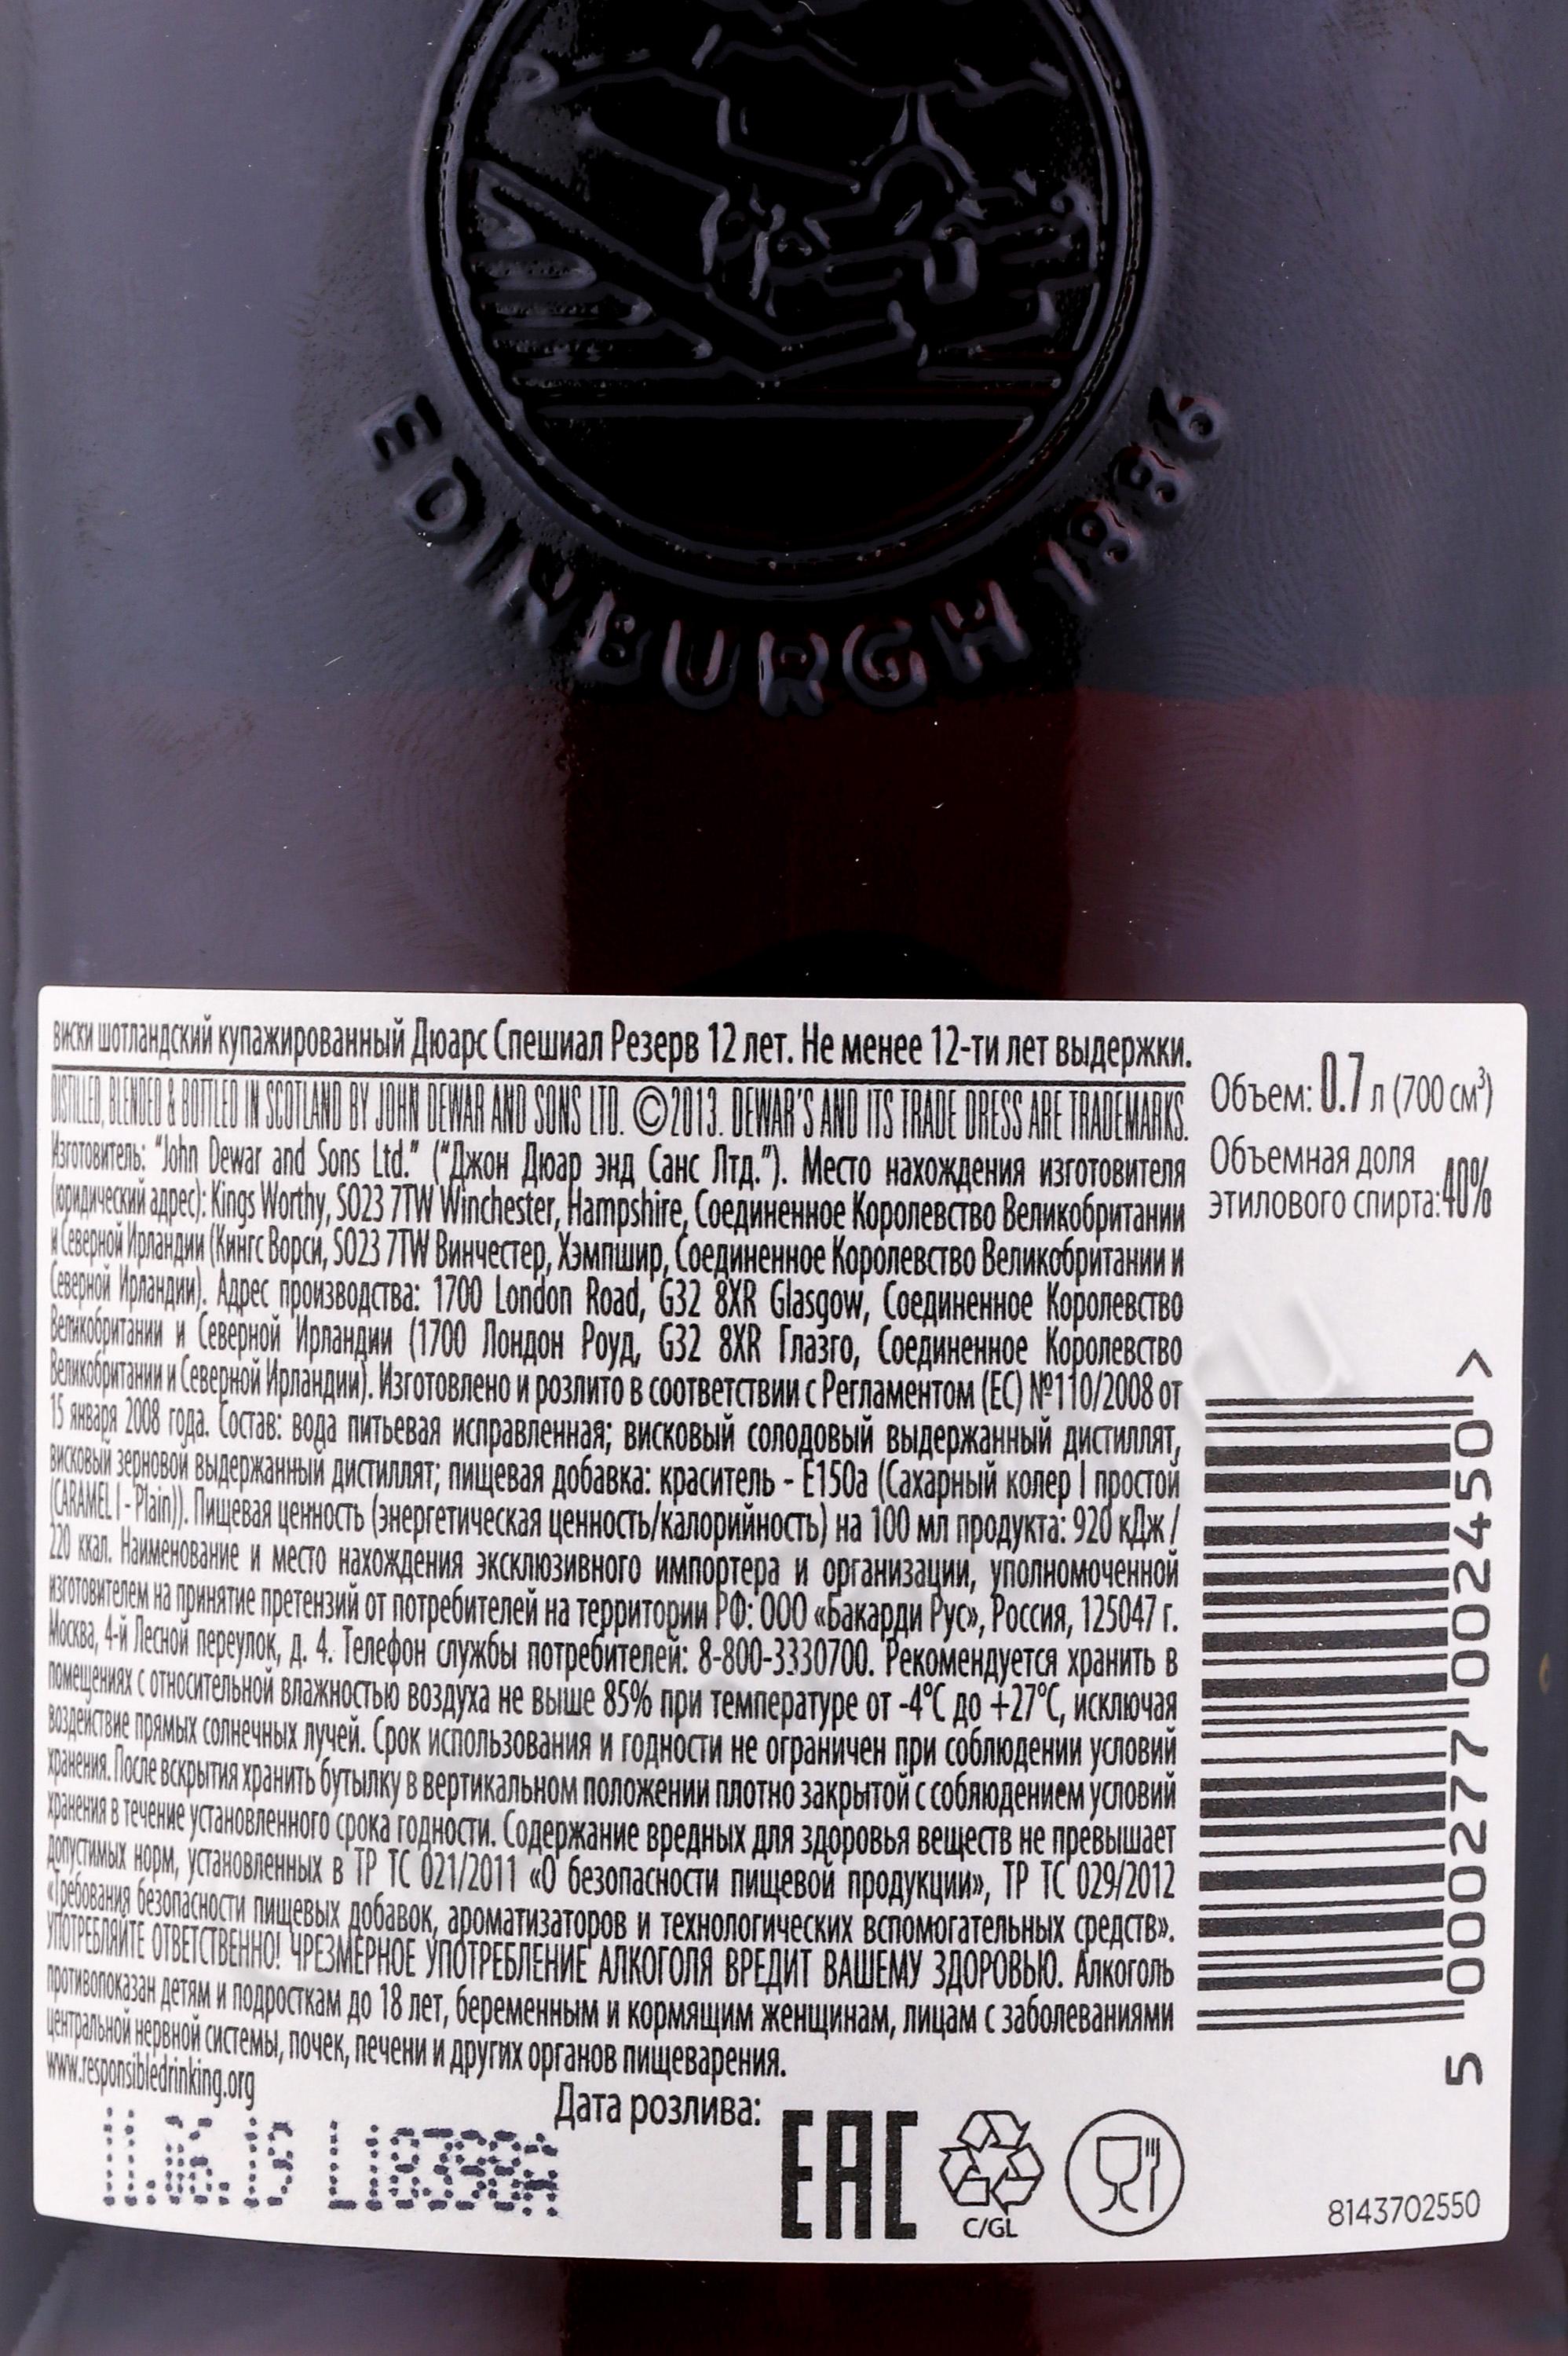 EDINBURGH 1886
виски шотландский купажированный Дюарс Спешиал Резерв 12 лет. Не менее 12-ти лет выдержки.
DISTILLED, BLENDED & BOTTLED IN SCOTLAND BY JOHN DEWAR AND SONS LTD. ©2013. DEWAR'S AND ITS TRADE DRESS ARE TRADEMARKS.
Изготовитель: “John Dewar and Sons Ltd.” (“Джон Дюар энд Санс Лтд.”). Место нахождения изготовителя
(юридический адрес): Kings Worthy, SO23 7TW Winchester, Hampshire, Соединенное Королевство Великобритании
и Северной Ирландии (Кингс Ворси, SO23 7TW Винчестер, Хэмпшир, Соединенное Королевство Великобритании и
Северной Ирландии). Адрес производства: 1700 London Road, G32 8XR Glasgow, Соединенное Королевство
Великобритании и Северной Ирландии (1700 Лондон Роуд, G32 8XR Глазго, Соединенное Королевство
Великобритании и Северной Ирландии). Изготовлено и розлито в соответствии с Регламентом (ЕС) №110/2008 от
15 января 2008 года. Состав: вода питьевая исправленная; висковый солодовый выдержанный дистиллят,
висковый зерновой выдержанный дистиллят; пищевая добавка: краситель - Е150а (Сахарный колер I простой
(CARAMEL I - Plain)). Пищевая ценность (энергетическая ценность/калорийность) на 100 мл продукта: 920 кДж /
220 ккал. Наименование и место нахождения эксклюзивного импортера и организации, уполномоченной
изготовителем на принятие претензий от потребителей на территории РФ: ООО «Бакарди Рус», Россия, 125047 г.
Москва, 4-й Лесной переулок, д. 4. Телефон службы потребителей: 8-800-3330700. Рекомендуется хранить в
помещениях с относительной влажностью воздуха не выше 85% при температуре от -4°C до +27°C, исключая
воздействие прямых солнечных лучей. Срок использования и годности не ограничен при соблюдении условий
хранения. После вскрытия хранить бутылку в вертикальном положении плотно закрытой с соблюдением условий
хранения в течение установленного срока годности. Содержание вредных для здоровья веществ не превышает
допустимых норм, установленных в ТР ТС 021/2011 «О безопасности пищевой продукции», ТР ТС 029/2012
«Требования безопасности пищевых добавок, ароматизаторов и технологических вспомогательных средств».
УПОТРЕБЛЯЙТЕ ОТВЕТСТВЕННО! ЧРЕЗМЕРНОЕ УПОТРЕБЛЕНИЕ АЛКОГОЛЯ ВРЕДИТ ВАШЕМУ ЗДОРОВЬЮ. Алкоголь
противопоказан детям и подросткам до 18 лет, беременным и кормящим женщинам, лицам с заболеваниями
центральной нервной системы, почек, печени и других органов пищеварения.
www.responsibledrinking.org
Дата розлива:
11.06.19 L18398A
EAC
C/GL
Объем: 0.7 л (700 см³)
Объемная доля
этилового спирта: 40%
5 000277 002450 >
8143702550